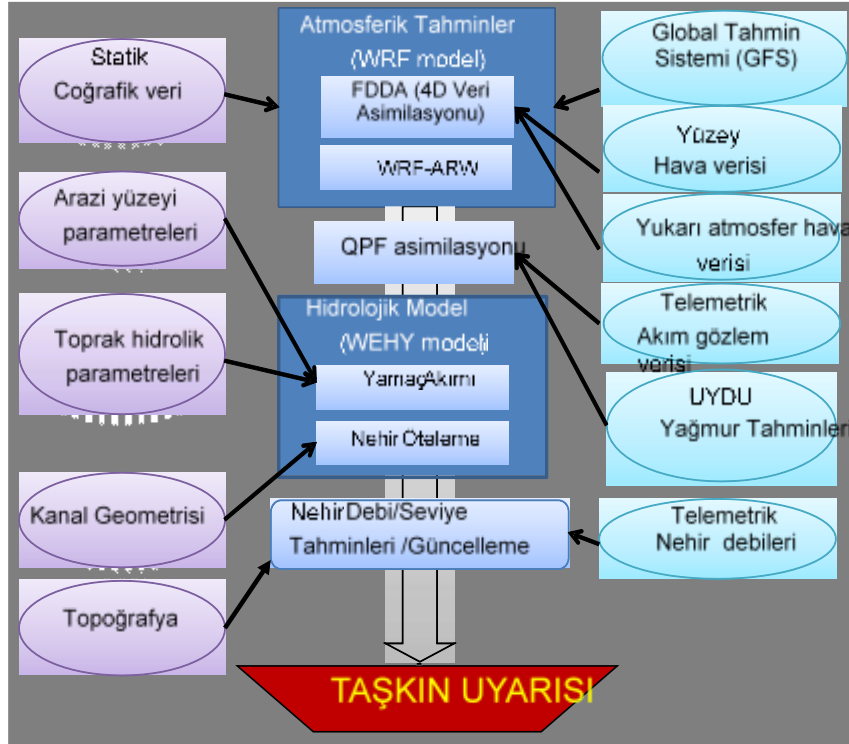 Statik
Coğrafik veri
Arazi yüzeyi
parametreleri
Toprak hidrolik
parametreleri
Kanal Geometrisi
Topoğrafya
Atmosferik Tahminler
(WRF model)
FDDA (4D Veri
Asimilasyonu)
WRF-ARW
QPF asimilasyonu
Hidrolojik Model
(WEHY modeli
Yamaç Akımı
Nehir Öteleme
Nehir Debi/Seviye
Tahminleri /Güncelleme
TAŞKIN UYARISI
Global Tahmin
Sistemi (GFS)
Yüzey
Hava verisi
Yukarı atmosfer hava
verisi
Telemetrik
Akım gözlem
verisi
UYDU
Yağmur Tahminleri
Telemetrik
Nehir debileri